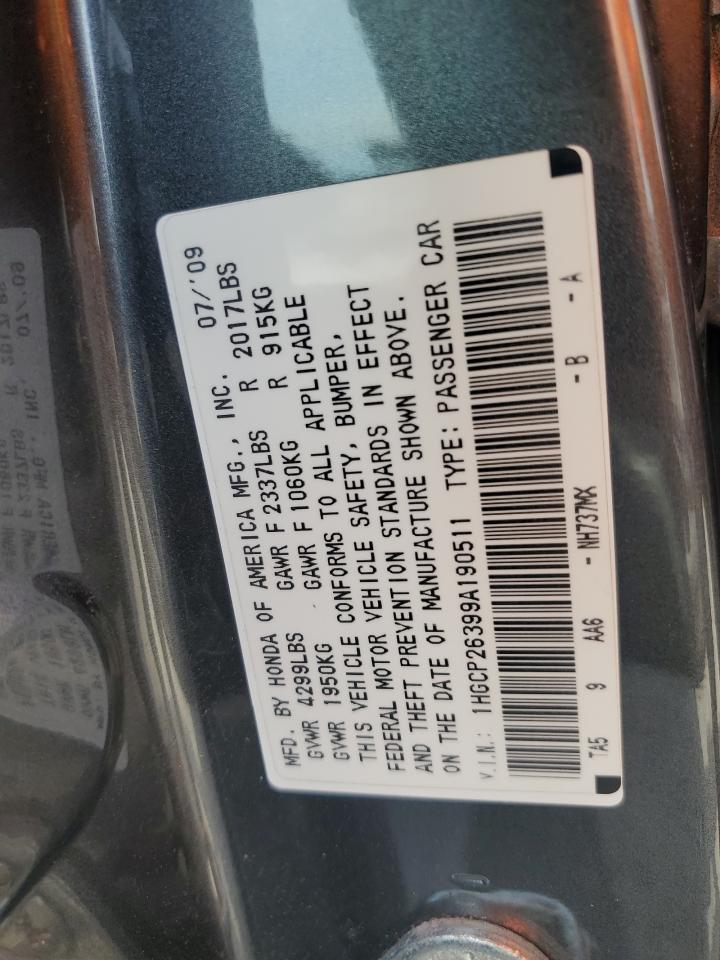 MFD. BY HONDA OF AMERICA MFG., INC. 07/'09
GVWR 4299LBS GAWR F 2337LBS R 2017LBS
GVWR 1950KG GAWR F 1060KG R 915KG
THIS VEHICLE CONFORMS TO ALL APPLICABLE
FEDERAL MOTOR VEHICLE SAFETY, BUMPER,
AND THEFT PREVENTION STANDARDS IN EFFECT
ON THE DATE OF MANUFACTURE SHOWN ABOVE.
V.I.N.: 1HGCP26399A190511 TYPE: PASSENGER CAR
TA5 9 AA6 - NH737MX - B - A